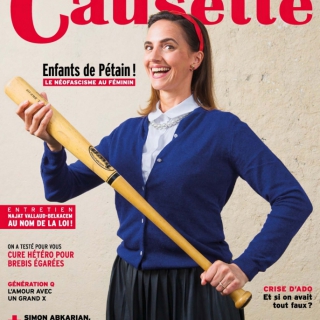 Causette
Enfants de Pétain !
LE NÉOFASCISME AU FÉMININ
ENTRETIEN
NAJAT VALLAUD-BELKACEM
AU NOM DE LA LOI !
ON A TESTÉ POUR VOUS
CURE HÉTÉRO POUR
BREBIS ÉGARÉES
GÉNÉRATION Q
L'AMOUR AVEC
UN GRAND X
SIMON ABKARIAN,
CRISE D'ADO
Et si on avait
tout faux ?